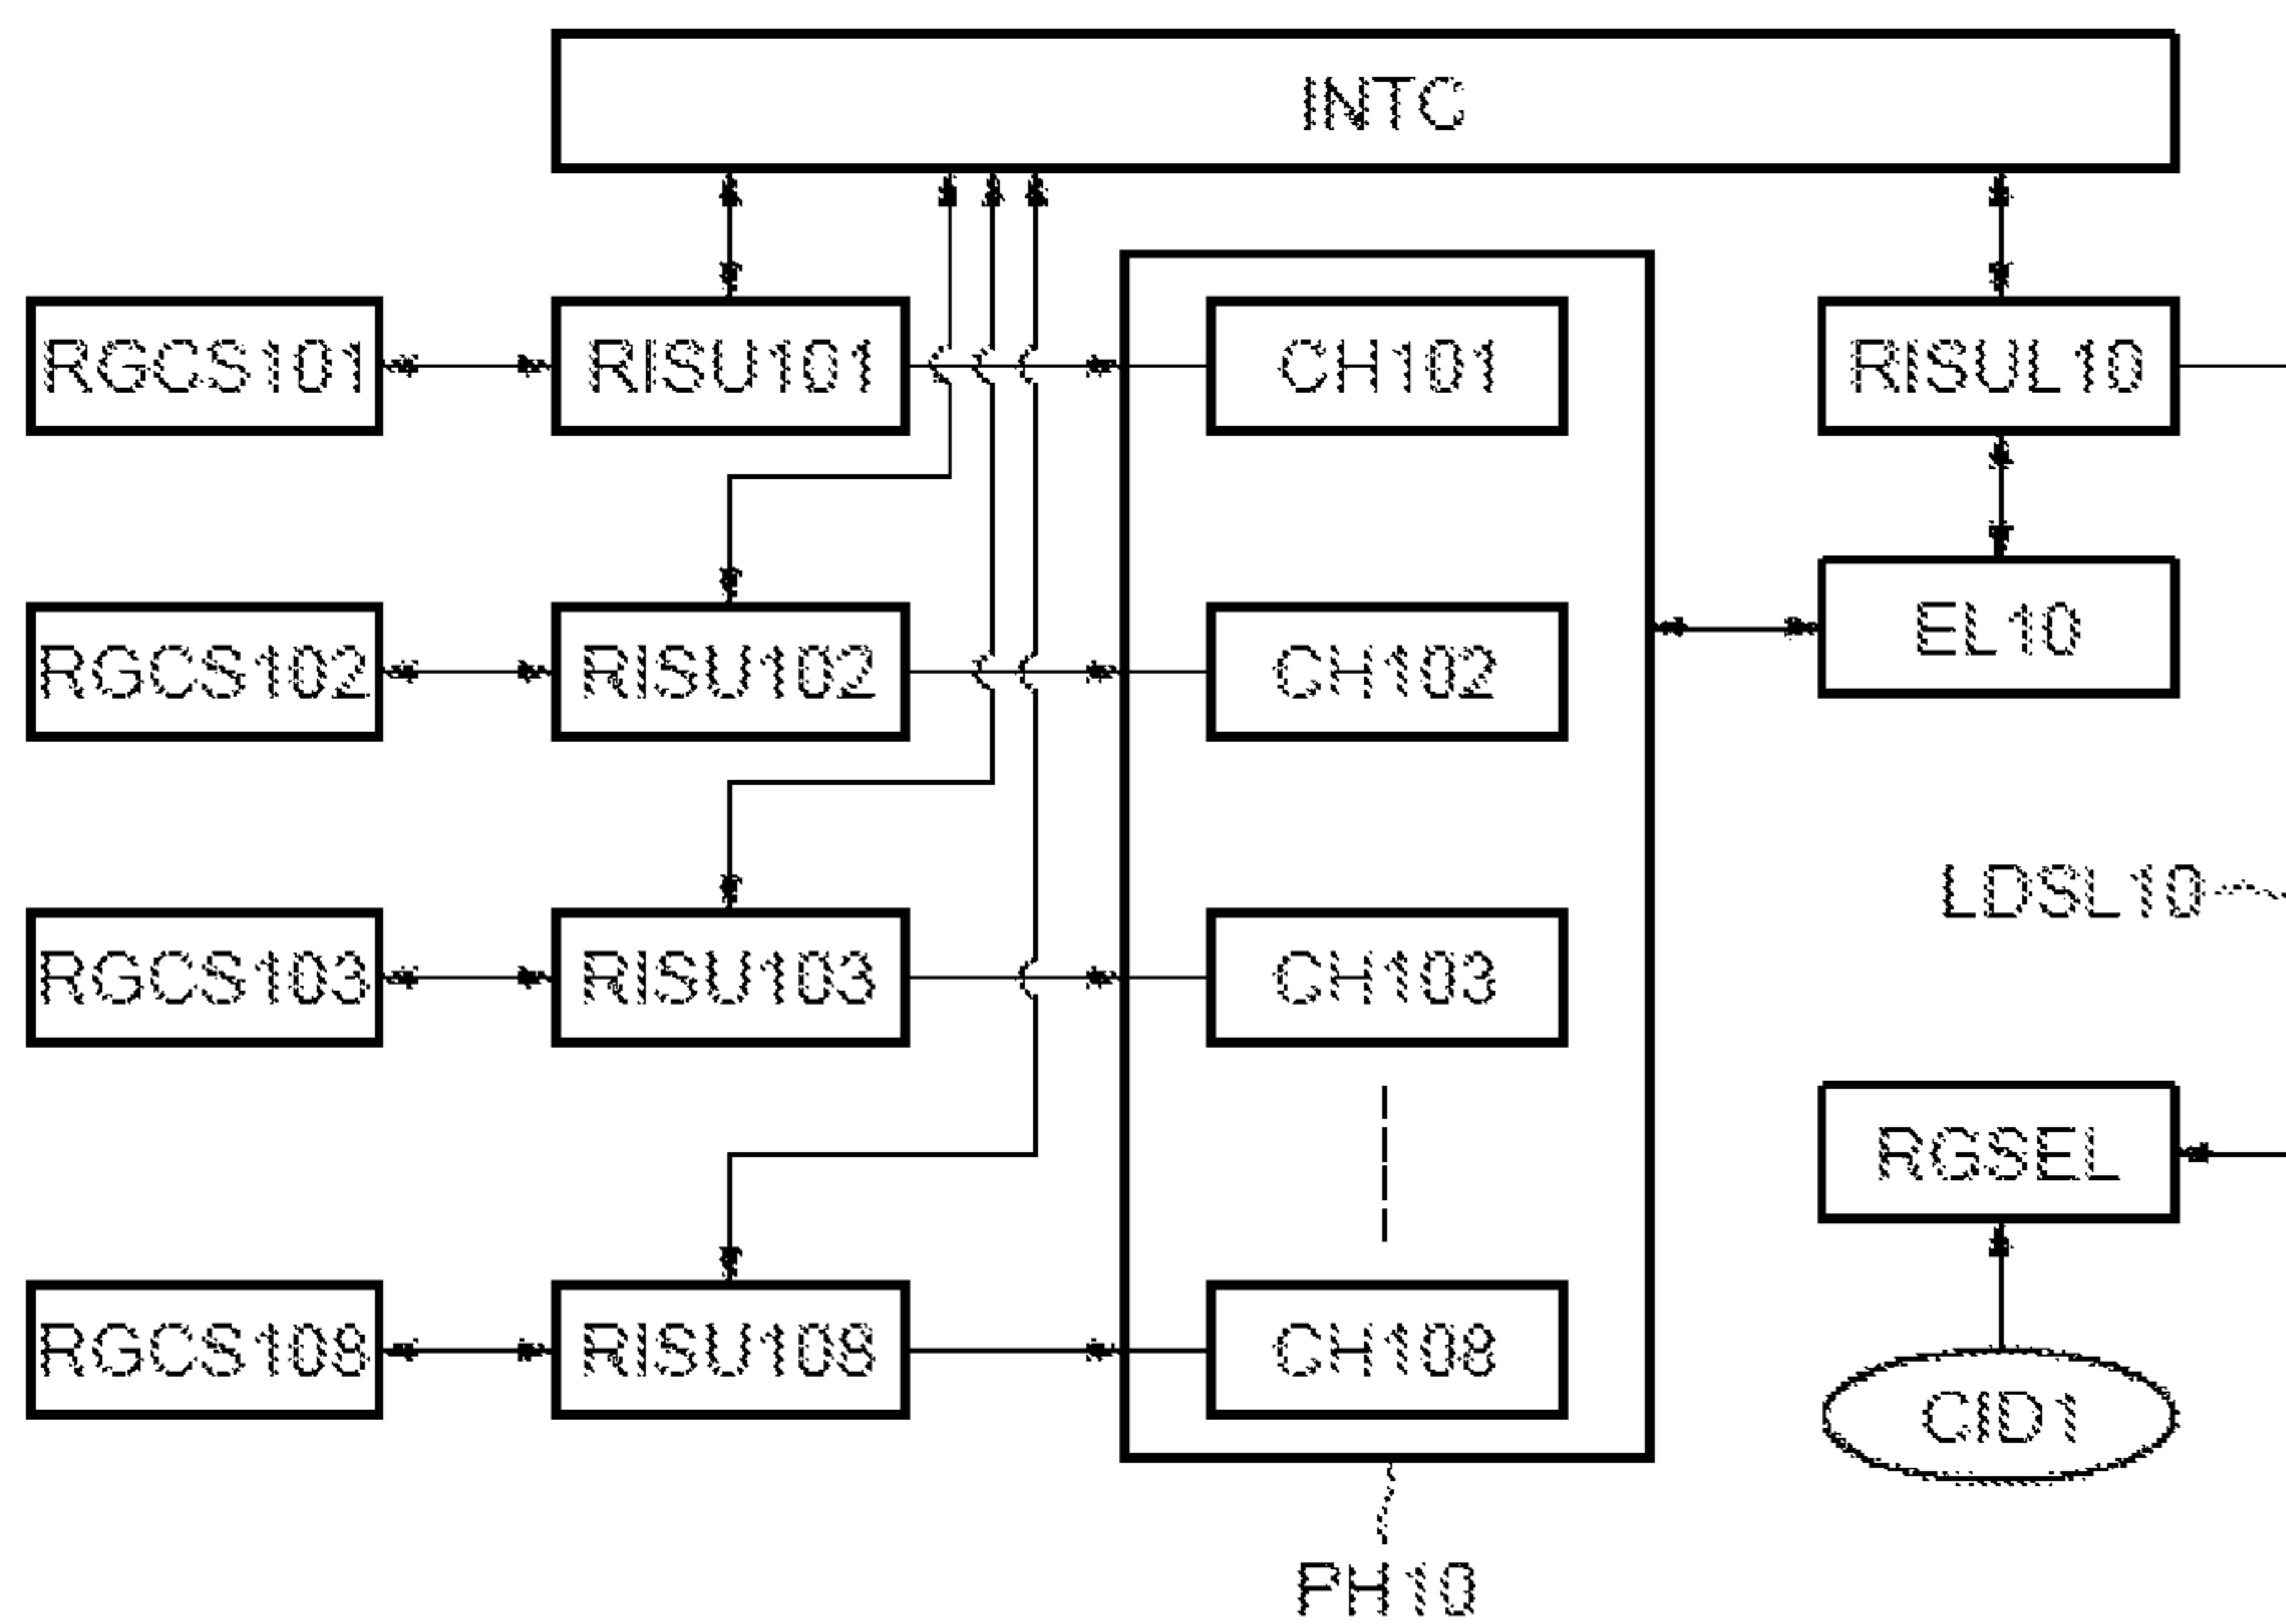 INTC
RGCS101 RISU101 CH101 RISUL10
RGCS102 RISU102 CH102 EL10
LDSL10
RGCS103 RISU103 CH103
RGSEL
RGCS109 RISU109 CH108
CID1
PH10